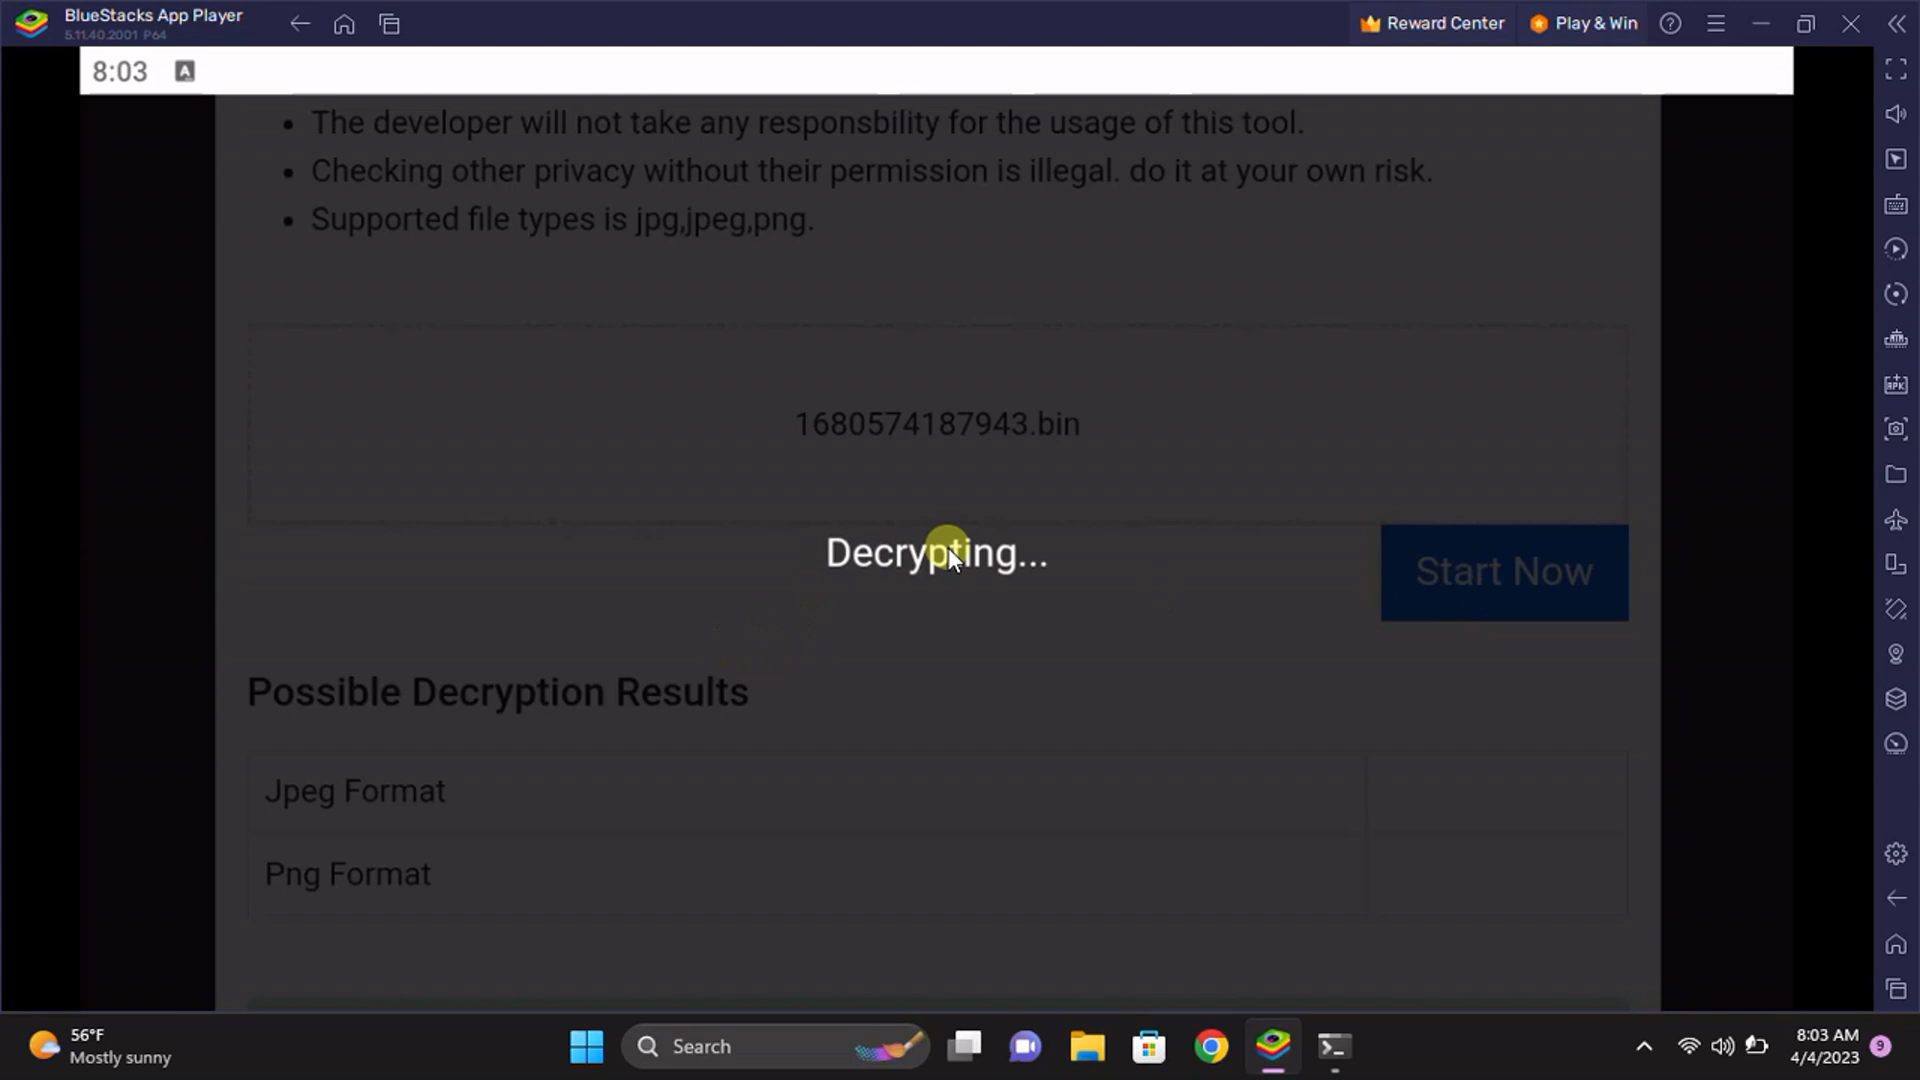 BlueStacks App Player
5.11.40.2001 P64
Reward Center
Play & Win
8:03
A
The developer will not take any responsbility for the usage of this tool.
Checking other privacy without their permission is illegal. do it at your own risk.
Supported file types is jpg,jpeg,png.
1680574187943.bin
Decrypting...
Start Now
Possible Decryption Results
Jpeg Format
Png Format
56°F
Mostly sunny
Search
8:03 AM
4/4/2023
9